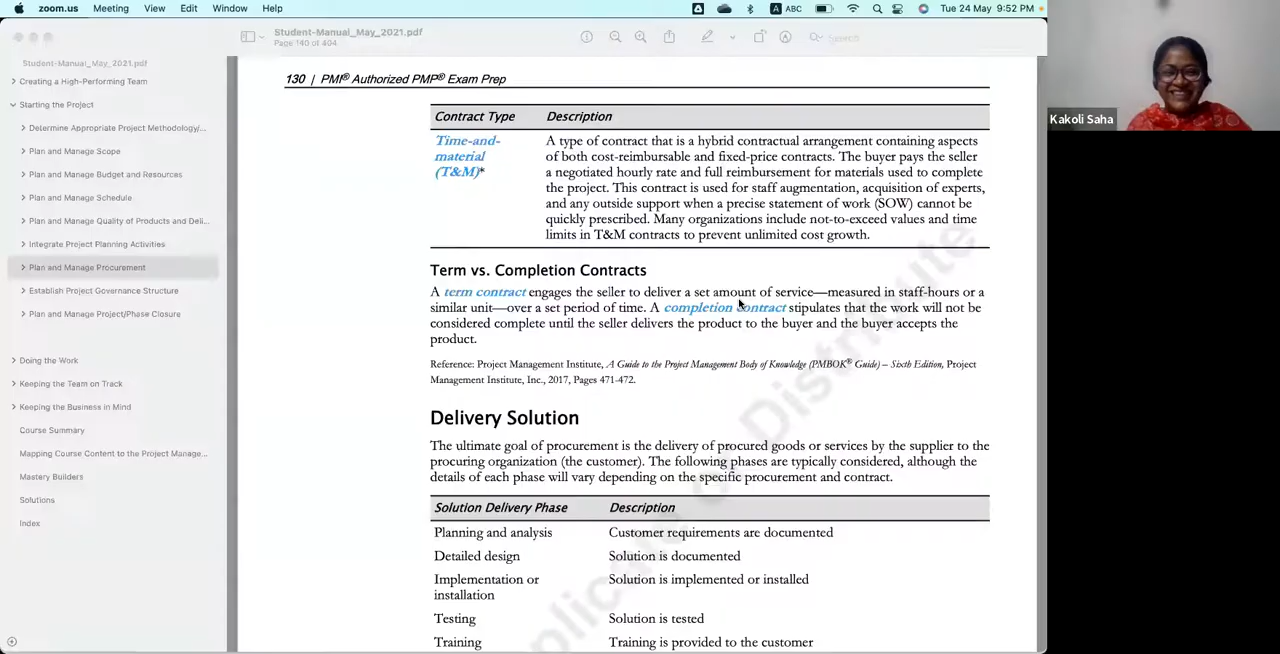 zoom.us Meeting View Edit Window Help ABC Tue 24 May 9:52 PM
Student-Manual_May_2021.pdf
Page 140 of 404
Search
Student-Manual_May_2021.pdf
Creating a High-Performing Team
Starting the Project
Determine Appropriate Project Methodology/...
Plan and Manage Scope
Plan and Manage Budget and Resources
Plan and Manage Schedule
Plan and Manage Quality of Products and Deli...
Integrate Project Planning Activities
Plan and Manage Procurement
Establish Project Governance Structure
Plan and Manage Project/Phase Closure
Doing the Work
Keeping the Team on Track
Keeping the Business in Mind
Course Summary
Mapping Course Content to the Project Manage...
Mastery Builders
Solutions
Index
130 | PMI® Authorized PMP® Exam Prep
Contract Type Description
Time-and-
material
(T&M)*
A type of contract that is a hybrid contractual arrangement containing aspects
of both cost-reimbursable and fixed-price contracts. The buyer pays the seller
a negotiated hourly rate and full reimbursement for materials used to complete
the project. This contract is used for staff augmentation, acquisition of experts,
and any outside support when a precise statement of work (SOW) cannot be
quickly prescribed. Many organizations include not-to-exceed values and time
limits in T&M contracts to prevent unlimited cost growth.
Term vs. Completion Contracts
A term contract engages the seller to deliver a set amount of service—measured in staff-hours or a
similar unit—over a set period of time. A completion contract stipulates that the work will not be
considered complete until the seller delivers the product to the buyer and the buyer accepts the
product.
Reference: Project Management Institute, A Guide to the Project Management Body of Knowledge (PMBOK® Guide) – Sixth Edition, Project
Management Institute, Inc., 2017, Pages 471-472.
Delivery Solution
The ultimate goal of procurement is the delivery of procured goods or services by the supplier to the
procuring organization (the customer). The following phases are typically considered, although the
details of each phase will vary depending on the specific procurement and contract.
Solution Delivery Phase Description
Planning and analysis Customer requirements are documented
Detailed design Solution is documented
Implementation or
installation
Solution is implemented or installed
Testing Solution is tested
Training Training is provided to the customer
Kakoli Saha